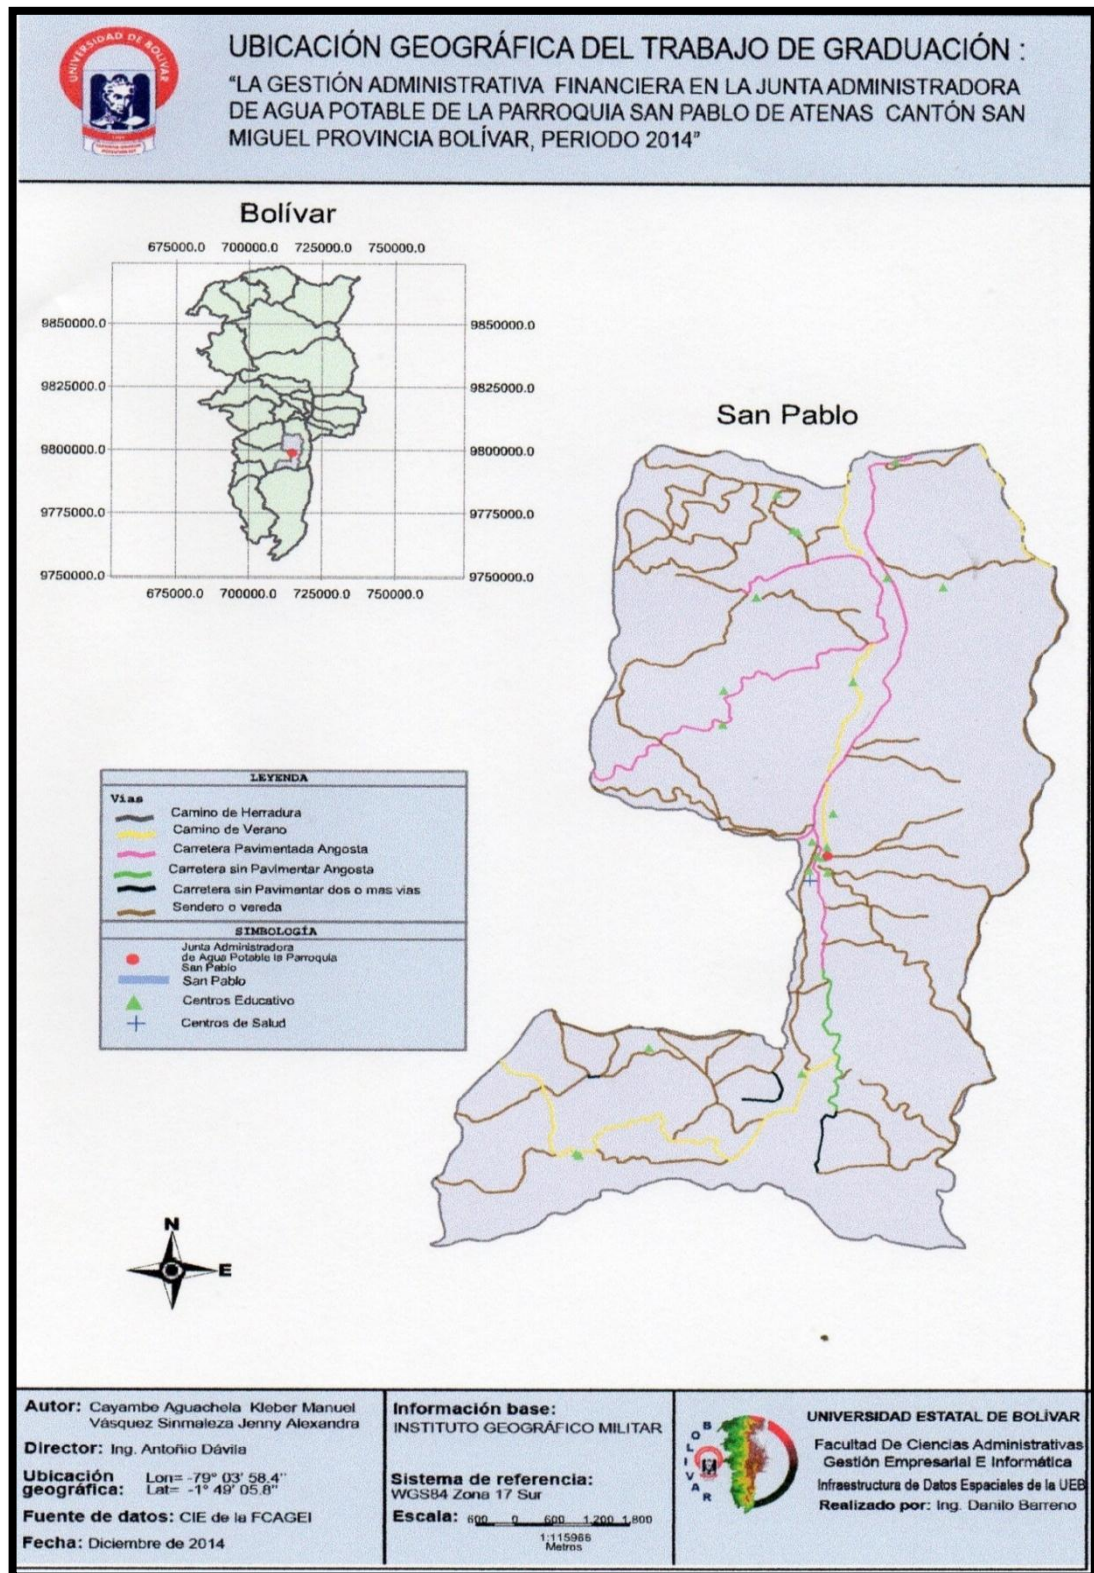 UNIVERSIDAD DE BOLIVAR
UBICACIÓN GEOGRÁFICA DEL TRABAJO DE GRADUACIÓN :
“LA GESTIÓN ADMINISTRATIVA FINANCIERA EN LA JUNTA ADMINISTRADORA
DE AGUA POTABLE DE LA PARROQUIA SAN PABLO DE ATENAS CANTÓN SAN
MIGUEL PROVINCIA BOLÍVAR, PERIODO 2014”
Bolívar
675000.0 700000.0 725000.0 750000.0
9850000.0 9850000.0
9825000.0 9825000.0
9800000.0 9800000.0
9775000.0 9775000.0
9750000.0 9750000.0
675000.0 700000.0 725000.0 750000.0
San Pablo
LEYENDA
Vias
Camino de Herradura
Camino de Verano
Carretera Pavimentada Angosta
Carretera sin Pavimentar Angosta
Carretera sin Pavimentar dos o mas vias
Sendero o vereda
SIMBOLOGÍA
Junta Administradora
de Agua Potable la Parroquia
San Pablo
San Pablo
Centros Educativo
Centros de Salud
N
E
Autor: Cayambe Aguachela Kleber Manuel
Vásquez Sinmaleza Jenny Alexandra
Director: Ing. Antoñio Dávila
Ubicación geográfica: Lon= -79° 03' 58.4"
Lat= -1° 49' 05.8"
Fuente de datos: CIE de la FCAGEI
Fecha: Diciembre de 2014
Información base:
INSTITUTO GEOGRÁFICO MILITAR
Sistema de referencia:
WGS84 Zona 17 Sur
Escala: 600 0 600 1,200 1,800
1:115966
Metros
BOLIVAR
UNIVERSIDAD ESTATAL DE BOLÍVAR
Facultad De Ciencias Administrativas
Gestión Empresarial E Informática
Infraestructura de Datos Espaciales de la UEB
Realizado por: Ing. Danilo Barreno